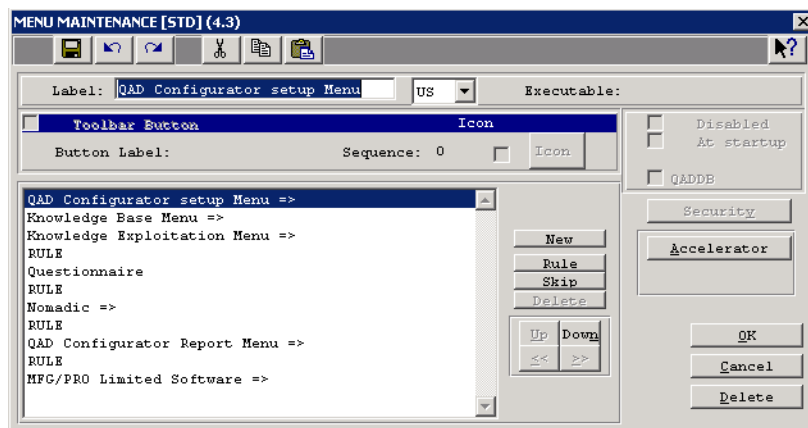 MENU MAINTENANCE [STD] (4.3)
Label: QAD Configurator setup Menu US Executable:
Toolbar Button Icon
Button Label: Sequence: 0 Icon
Disabled
At startup
QADDB
QAD Configurator setup Menu =>
Knowledge Base Menu =>
Knowledge Exploitation Menu =>
RULE
Questionnaire
RULE
Nomadic =>
RULE
QAD Configurator Report Menu =>
RULE
MFG/PRO Limited Software =>
New
Rule
Skip
Delete
Up Down
<< >>
Security
Accelerator
OK
Cancel
Delete